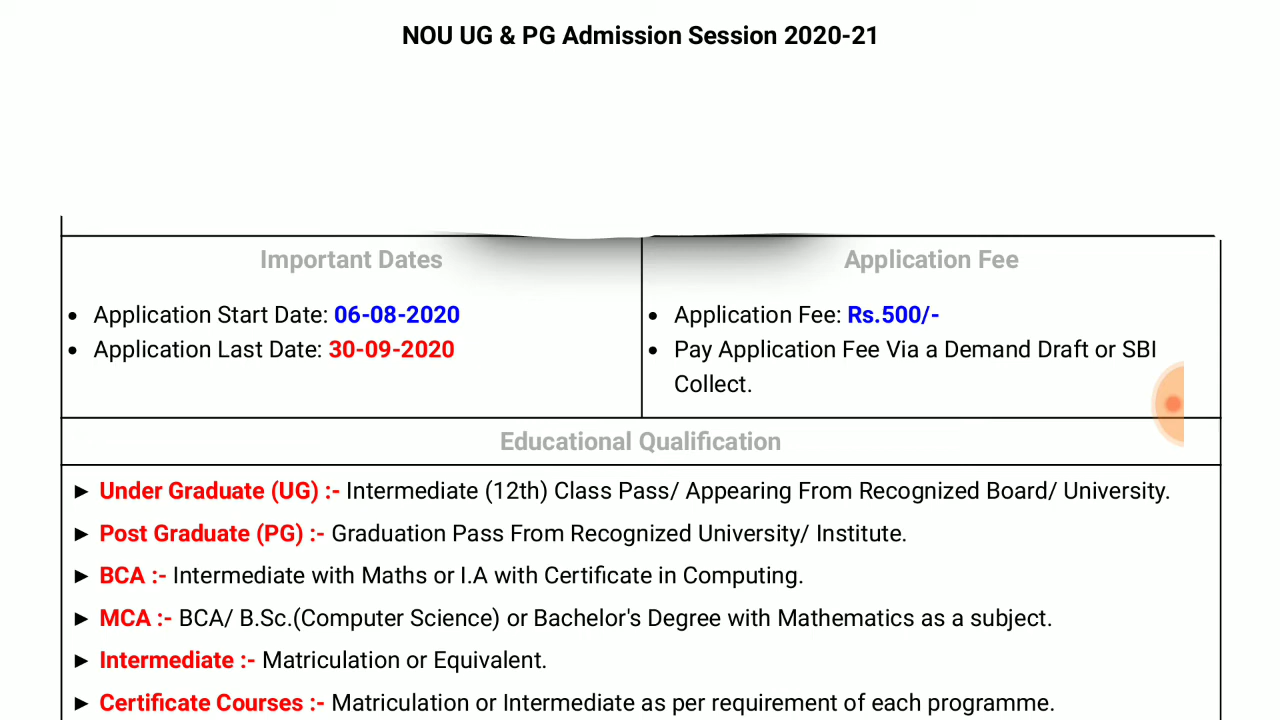 NOU UG & PG Admission Session 2020-21
Important Dates
• Application Start Date: 06-08-2020
• Application Last Date: 30-09-2020
Application Fee
• Application Fee: Rs.500/-
• Pay Application Fee Via a Demand Draft or SBI
Collect.
Educational Qualification
► Under Graduate (UG) :- Intermediate (12th) Class Pass/ Appearing From Recognized Board/ University.
► Post Graduate (PG) :- Graduation Pass From Recognized University/ Institute.
► BCA :- Intermediate with Maths or I.A with Certificate in Computing.
► MCA :- BCA/ B.Sc.(Computer Science) or Bachelor's Degree with Mathematics as a subject.
► Intermediate :- Matriculation or Equivalent.
► Certificate Courses :- Matriculation or Intermediate as per requirement of each programme.